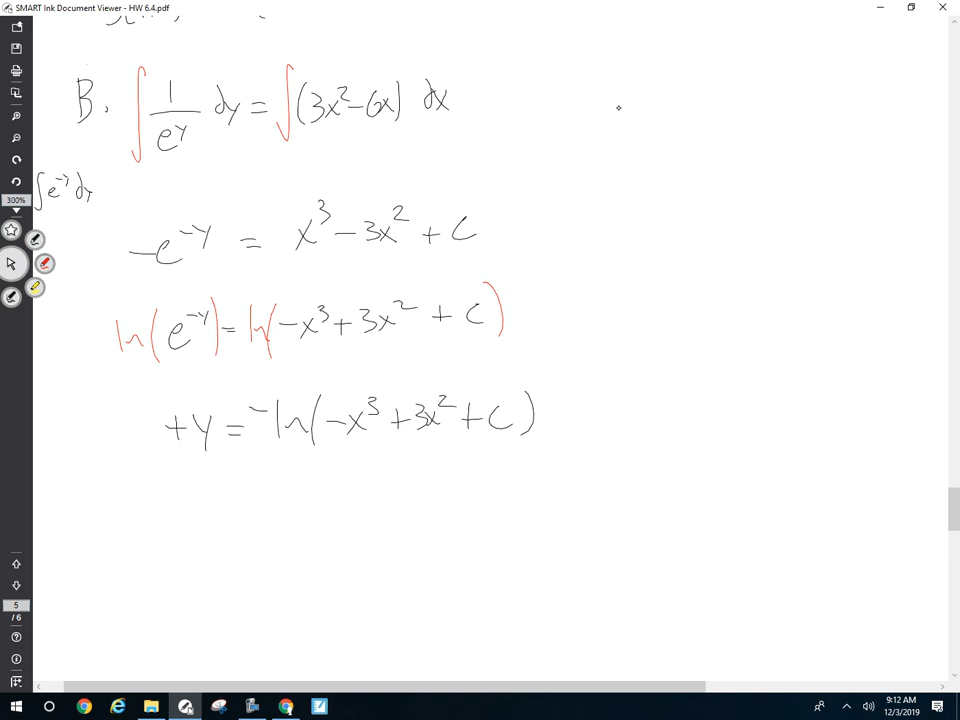 SMART Ink Document Viewer - HW 6.4.pdf
B. ∫ 1/e^y dy = ∫ (3x² - 6x) dx
∫ e^-y dy
-e^-y = x³ - 3x² + C
ln(e^-y) = ln(-x³ + 3x² + C)
+y = -ln(-x³ + 3x² + C)
300%
5
/ 6
9:12 AM
12/3/2019